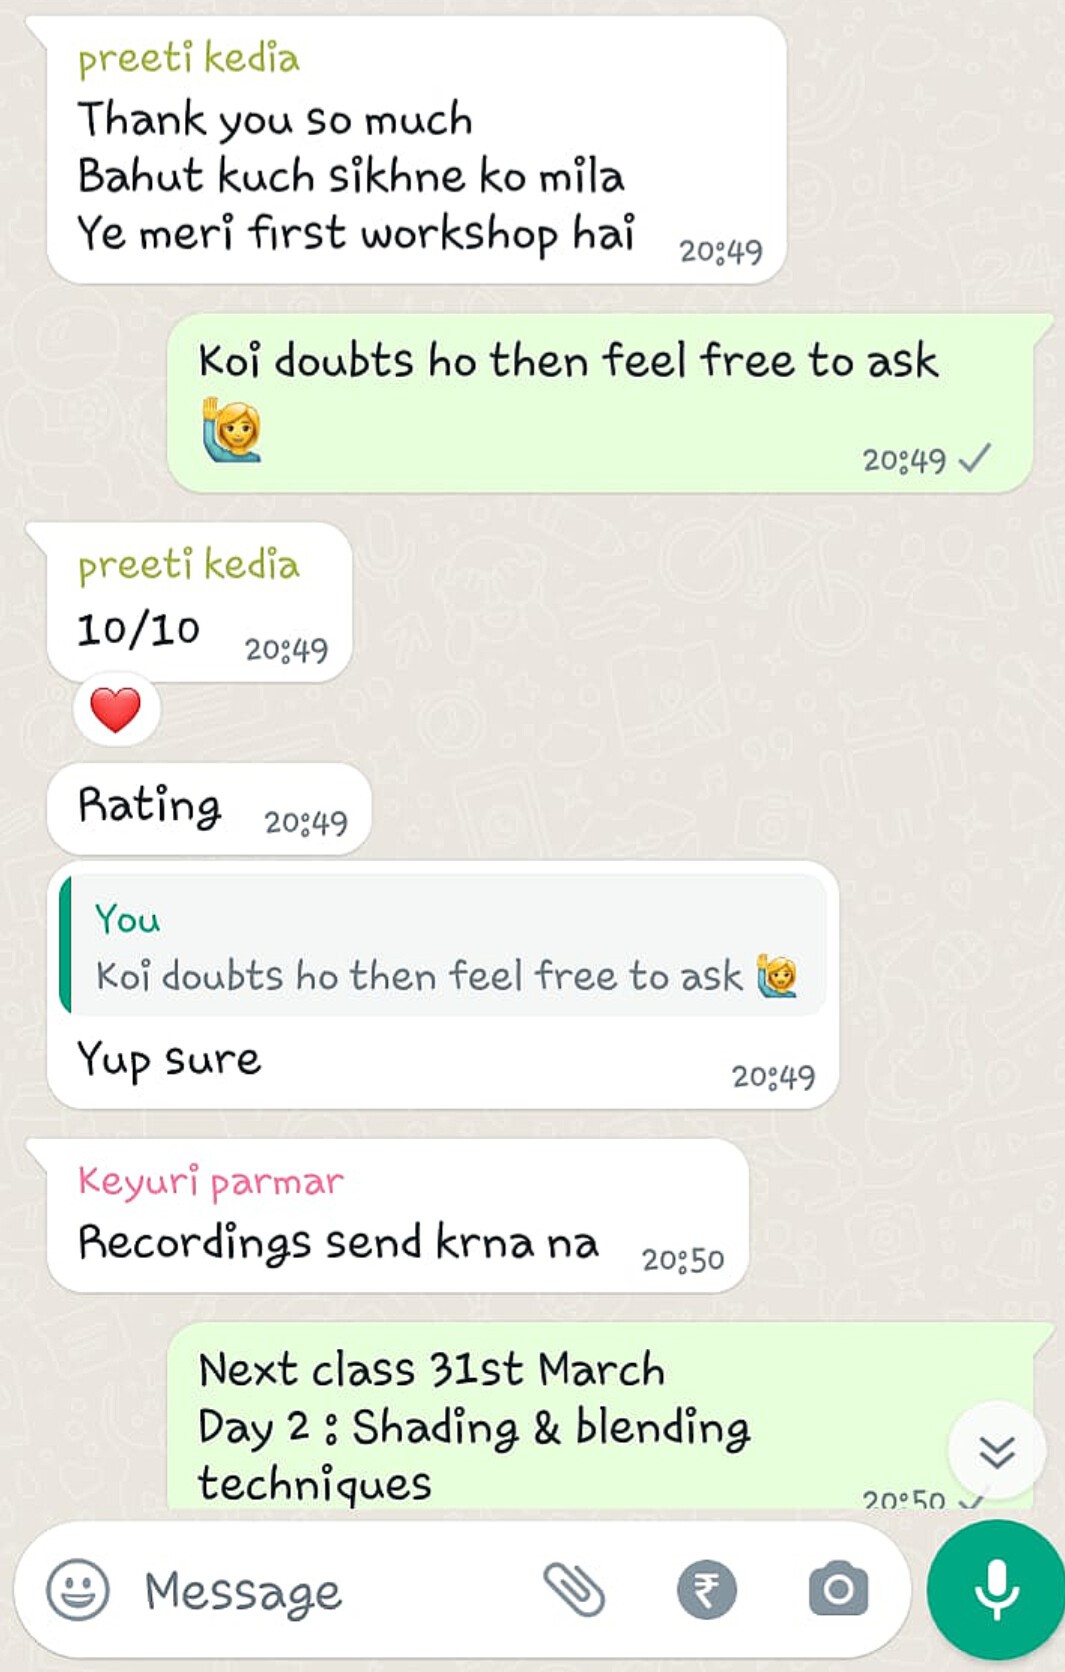 preeti kedia
Thank you so much
Bahut kuch sikhne ko mila
Ye meri first workshop hai
20:49
Koi doubts ho then feel free to ask
🙋‍♀️
20:49
preeti kedia
10/10
20:49
❤️
Rating
20:49
You
Koi doubts ho then feel free to ask 🙋‍♀️
Yup sure
20:49
Keyuri parmar
Recordings send krna na
20:50
Next class 31st March
Day 2 : Shading & blending
techniques
20:50
Message
₹